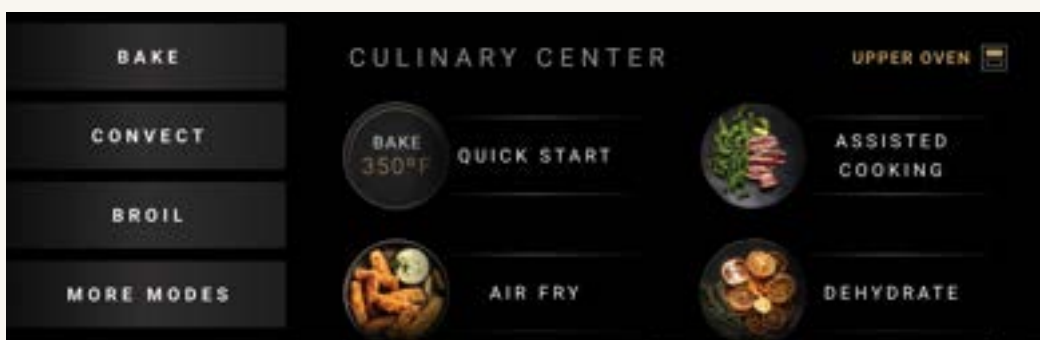 BAKE
CONVECT
BROIL
MORE MODES
CULINARY CENTER
UPPER OVEN
BAKE
350°F
QUICK START
ASSISTED
COOKING
AIR FRY
DEHYDRATE